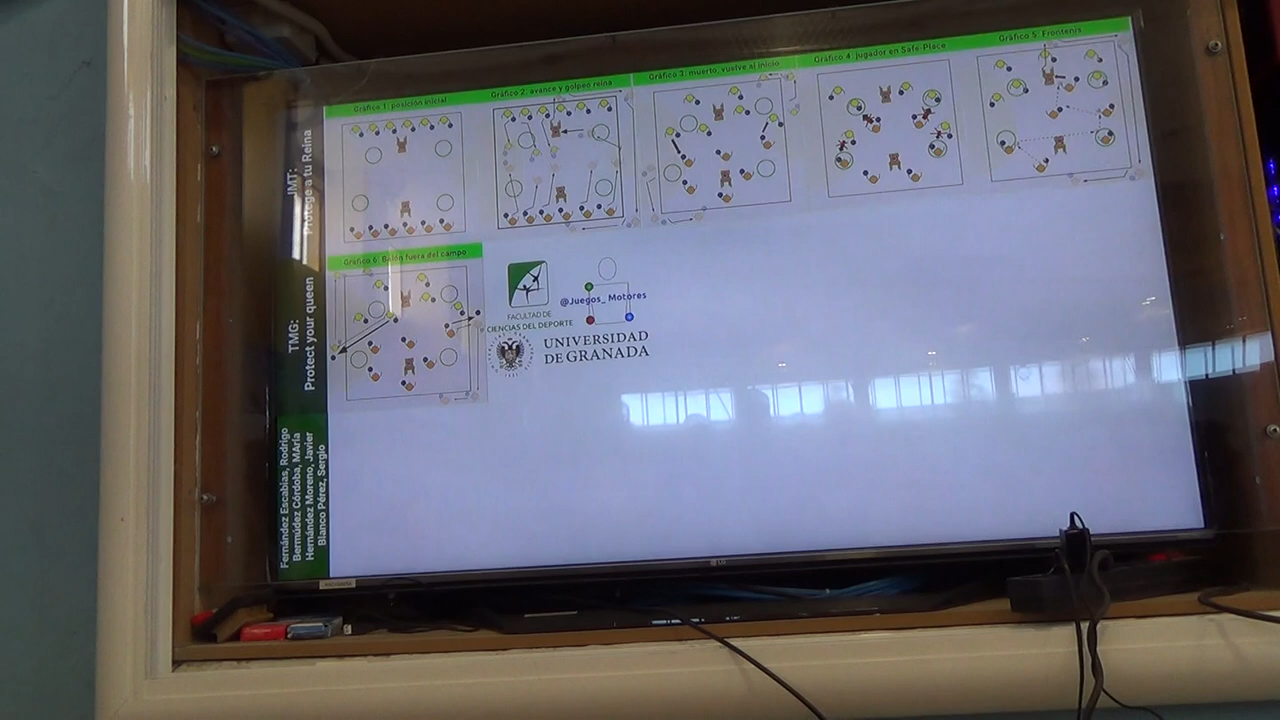 Gráfico 1: posición inicial
Gráfico 2: avance y golpeo reina
Gráfico 3: muerto, vuelve al inicio
Gráfico 4: jugador en Safe-Place
Gráfico 5: Frontenis
Gráfico 6: Balón fuera del campo
JMT:
Protege a tu Reina
TMG:
Protect your queen
Fernández Escabias, Rodrigo
Bermúdez Córdoba, MAría
Hernández Moreno, Javier
Blanco Pérez, Sergio
FACULTAD DE
CIENCIAS DEL DEPORTE
@Juegos_Motores
UNIVERSIDAD
DE GRANADA
LG